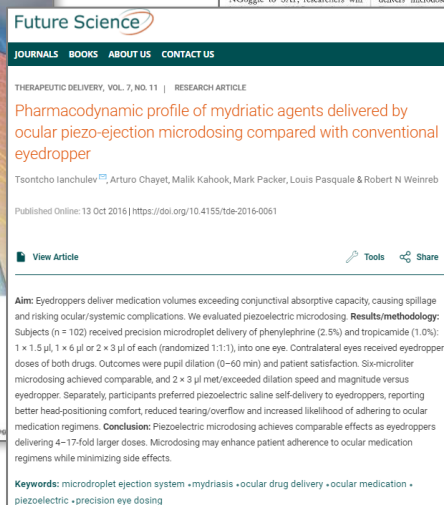 Future Science
JOURNALS BOOKS ABOUT US CONTACT US
THERAPEUTIC DELIVERY, VOL. 7, NO. 11 | RESEARCH ARTICLE
Pharmacodynamic profile of mydriatic agents delivered by
ocular piezo-ejection microdosing compared with conventional
eyedropper
Tsontcho Ianchulev, Arturo Chayet, Malik Kahook, Mark Packer, Louis Pasquale & Robert N Weinreb
Published Online: 13 Oct 2016 | https://doi.org/10.4155/tde-2016-0061
View Article Tools Share
Aim: Eyedroppers deliver medication volumes exceeding conjunctival absorptive capacity, causing spillage
and risking ocular/systemic complications. We evaluated piezoelectric microdosing. Results/methodology:
Subjects (n = 102) received precision microdroplet delivery of phenylephrine (2.5%) and tropicamide (1.0%):
1 × 1.5 μl, 1 × 6 μl or 2 × 3 μl of each (randomized 1:1:1), into one eye. Contralateral eyes received eyedropper
doses of both drugs. Outcomes were pupil dilation (0–60 min) and patient satisfaction. Six-microliter
microdosing achieved comparable, and 2 × 3 μl met/exceeded dilation speed and magnitude versus
eyedropper. Separately, participants preferred piezoelectric saline self-delivery to eyedroppers, reporting
better head-positioning comfort, reduced tearing/overflow and increased likelihood of adhering to ocular
medication regimens. Conclusion: Piezoelectric microdosing achieves comparable effects as eyedroppers
delivering 4–17-fold larger doses. Microdosing may enhance patient adherence to ocular medication
regimens while minimizing side effects.
Keywords: microdroplet ejection system • mydriasis • ocular drug delivery • ocular medication •
piezoelectric • precision eye dosing